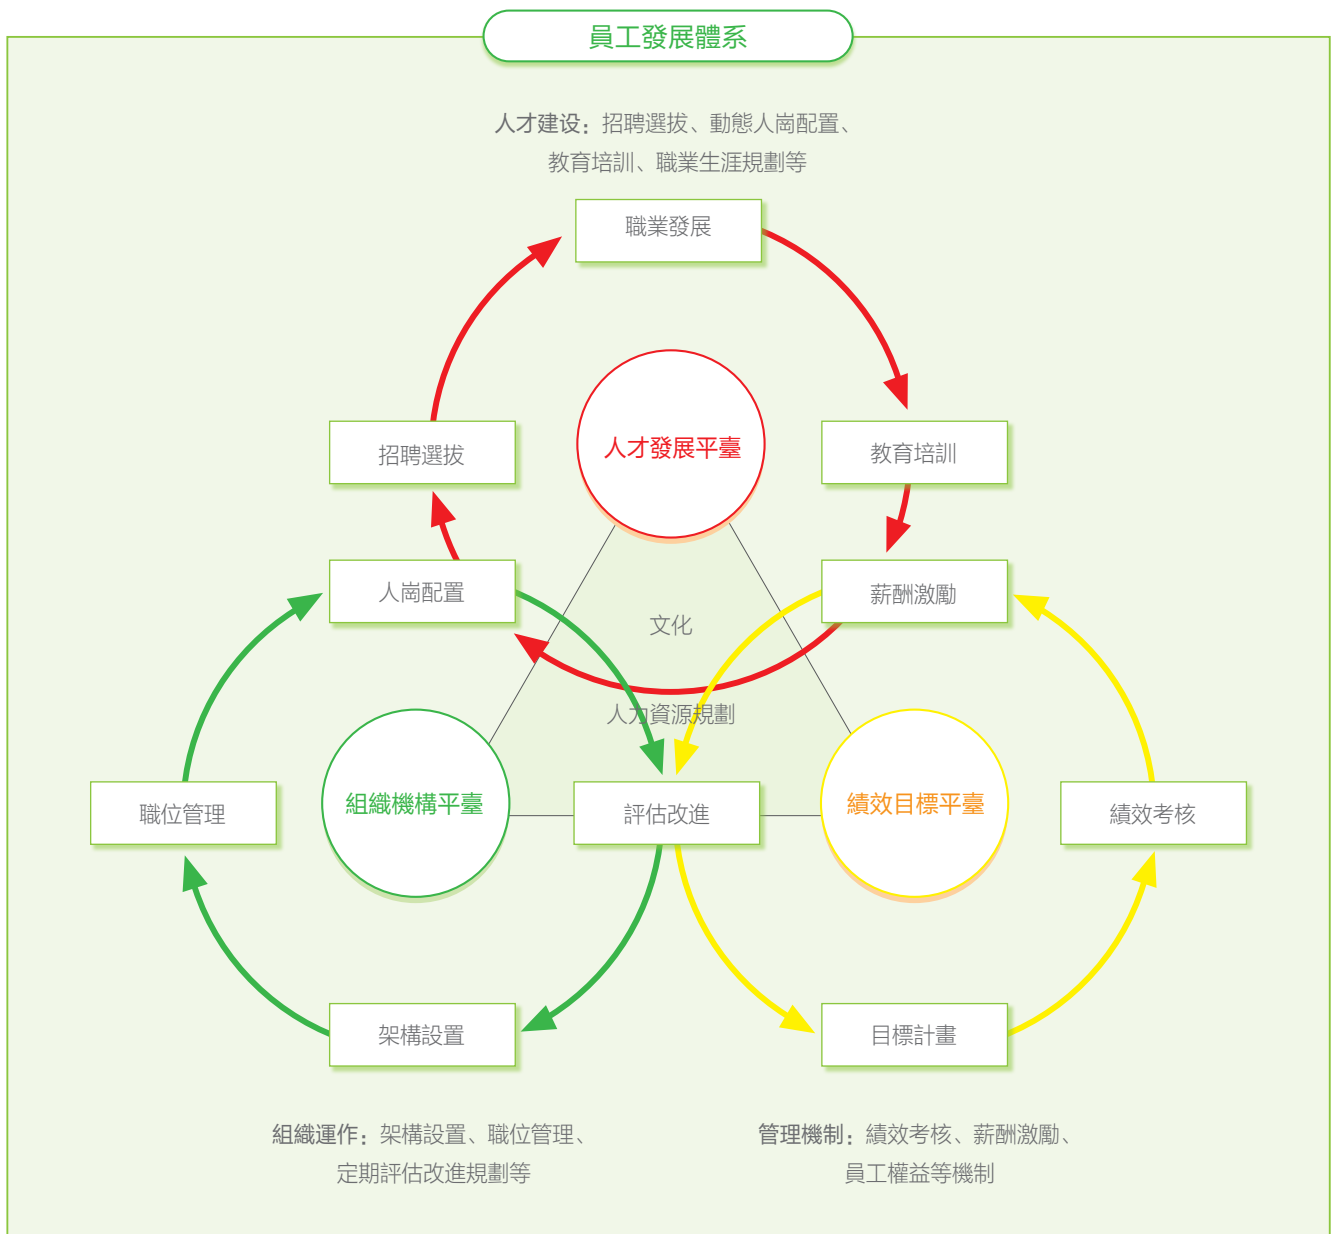 員工發展體系
人才建设：招聘選拔、動態人崗配置、
教育培訓、職業生涯規劃等
職業發展
招聘選拔
人才發展平臺
教育培訓
人崗配置
薪酬激勵
文化
人力資源規劃
職位管理
組織機構平臺
評估改進
績效目標平臺
績效考核
架構設置
目標計畫
組織運作：架構設置、職位管理、
定期評估改進規劃等
管理機制：績效考核、薪酬激勵、
員工權益等機制